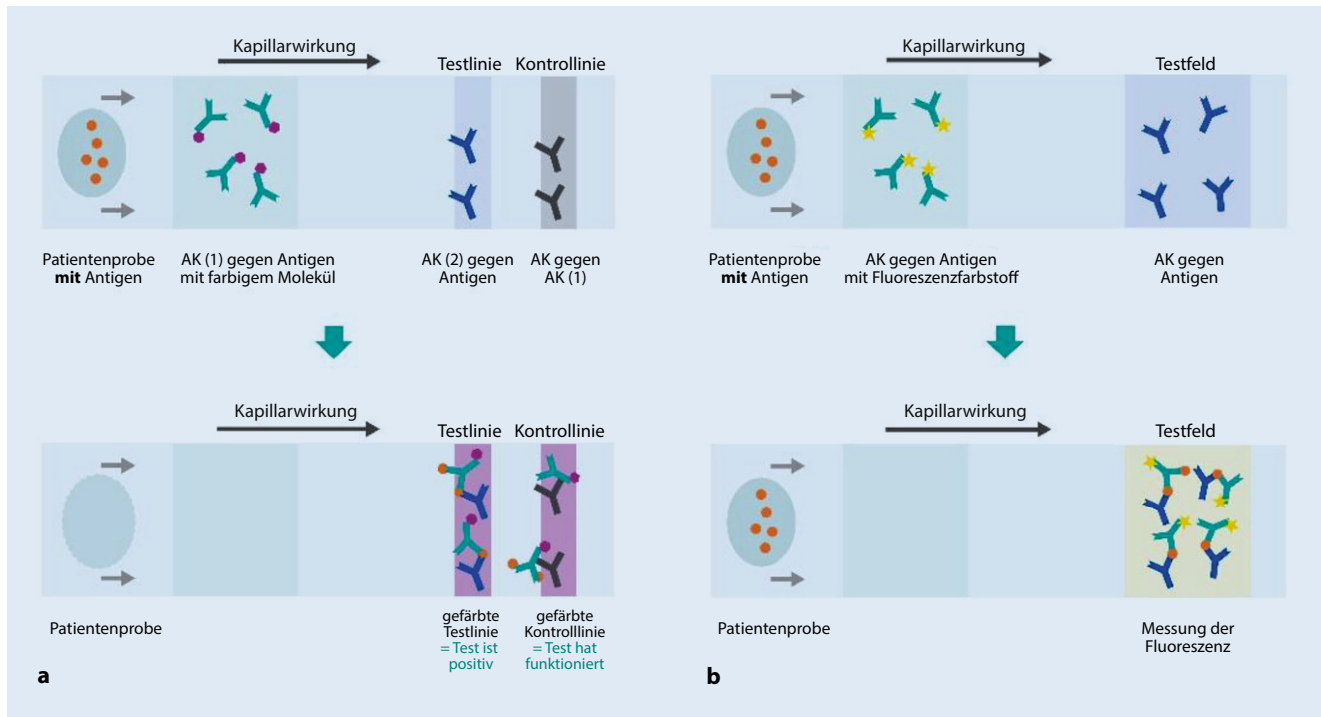 Kapillarwirkung
Testlinie
Kontrolllinie
Patientenprobe
mit Antigen
AK (1) gegen Antigen
mit farbigem Molekül
AK (2) gegen
Antigen
AK gegen
AK (1)
Kapillarwirkung
Testlinie
Kontrollinie
Patientenprobe
gefärbte
Testlinie
= Test ist
positiv
gefärbte
Kontrolllinie
= Test hat
funktioniert
a
Kapillarwirkung
Testfeld
Patientenprobe
mit Antigen
AK gegen Antigen
mit Fluoreszenzfarbstoff
AK gegen
Antigen
Kapillarwirkung
Testfeld
Patientenprobe
Messung der
Fluoreszenz
b